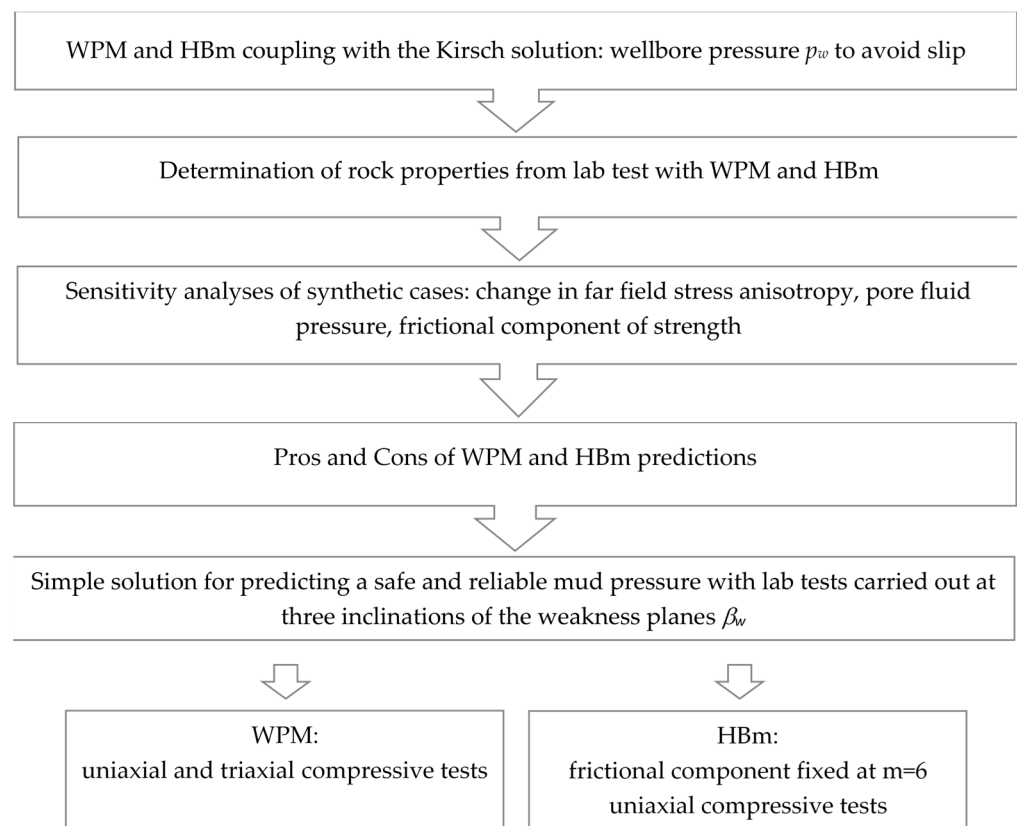 WPM and HBm coupling with the Kirsch solution: wellbore pressure pw to avoid slip
Determination of rock properties from lab test with WPM and HBm
Sensitivity analyses of synthetic cases: change in far field stress anisotropy, pore fluid
pressure, frictional component of strength
Pros and Cons of WPM and HBm predictions
Simple solution for predicting a safe and reliable mud pressure with lab tests carried out at
three inclinations of the weakness planes βw
WPM:
uniaxial and triaxial compressive tests
HBm:
frictional component fixed at m=6
uniaxial compressive tests